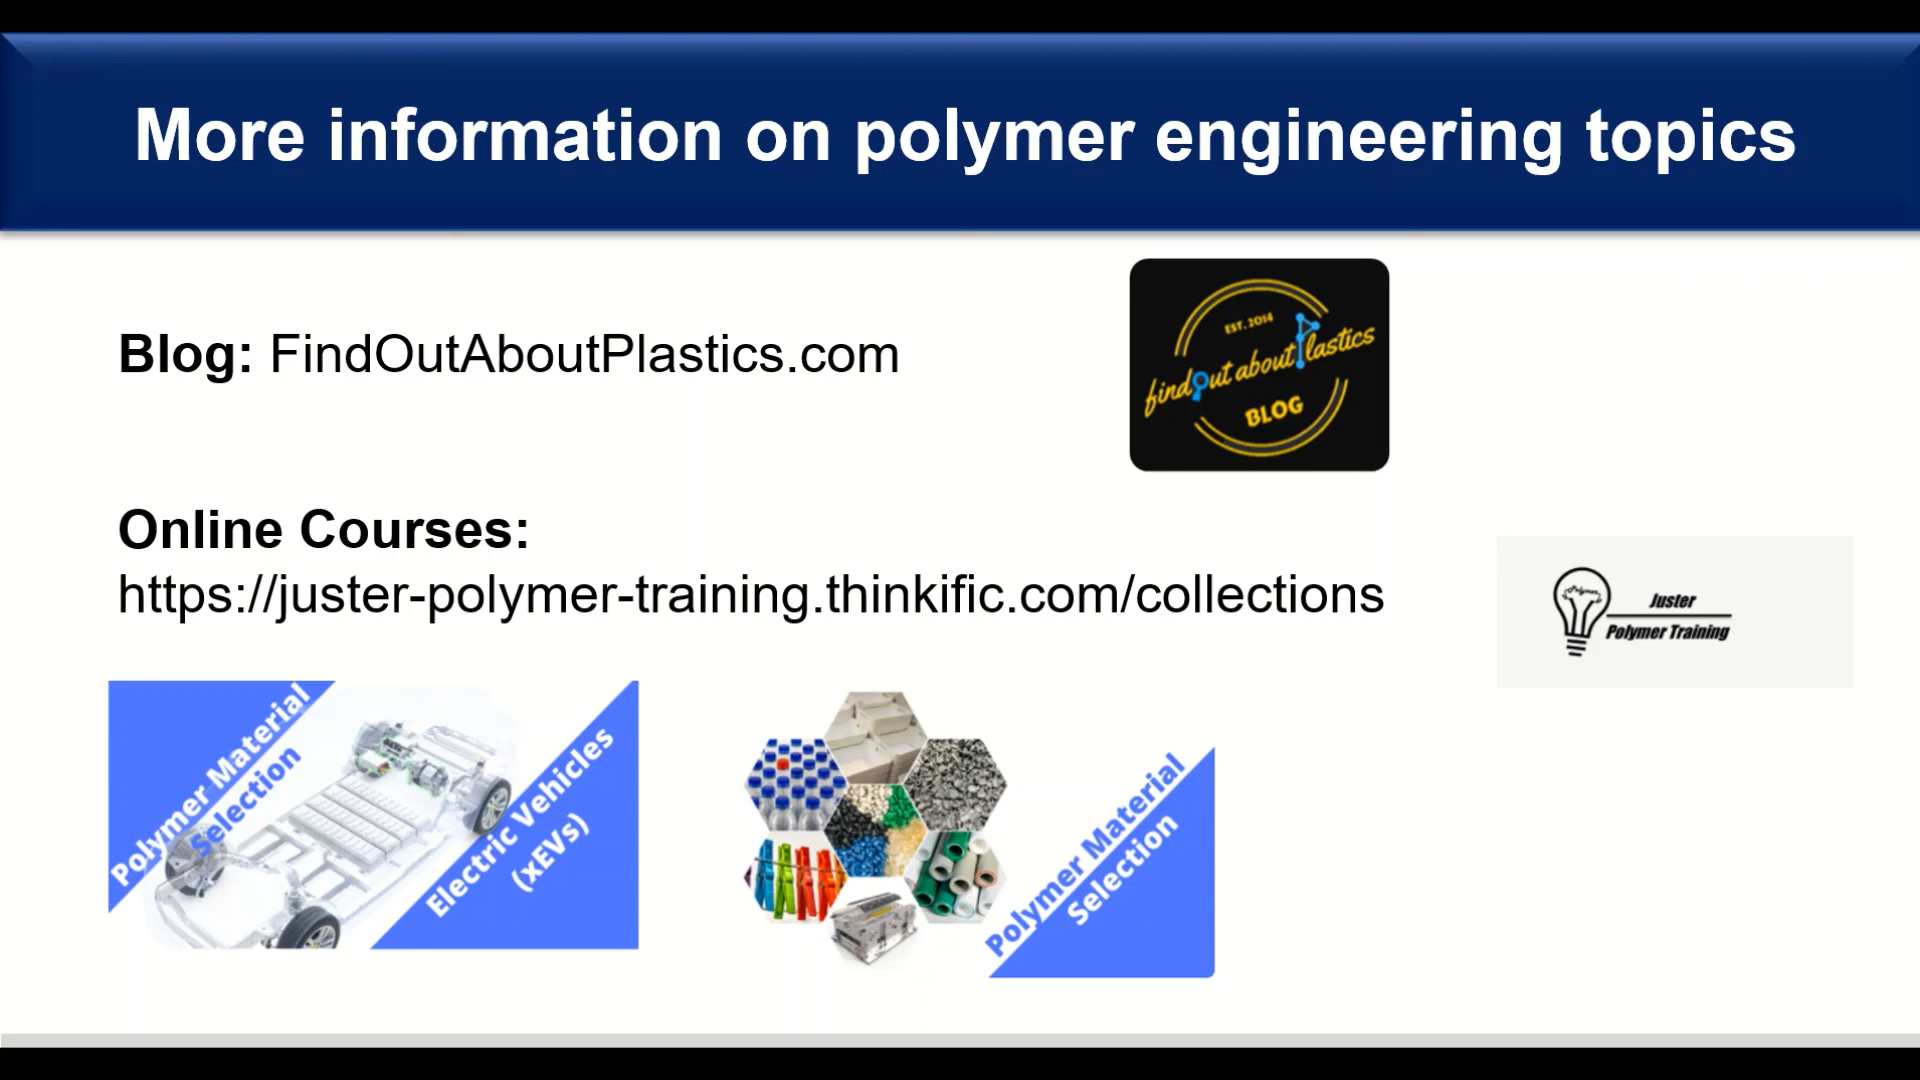 More information on polymer engineering topics
Blog: FindOutAboutPlastics.com
EST. 2014
find out about Plastics
BLOG
Online Courses:
https://juster-polymer-training.thinkific.com/collections
Polymer
Juster
Polymer Training
Polymer Material
Selection
Electric Vehicles
(xEVs)
Polymer Material
Selection